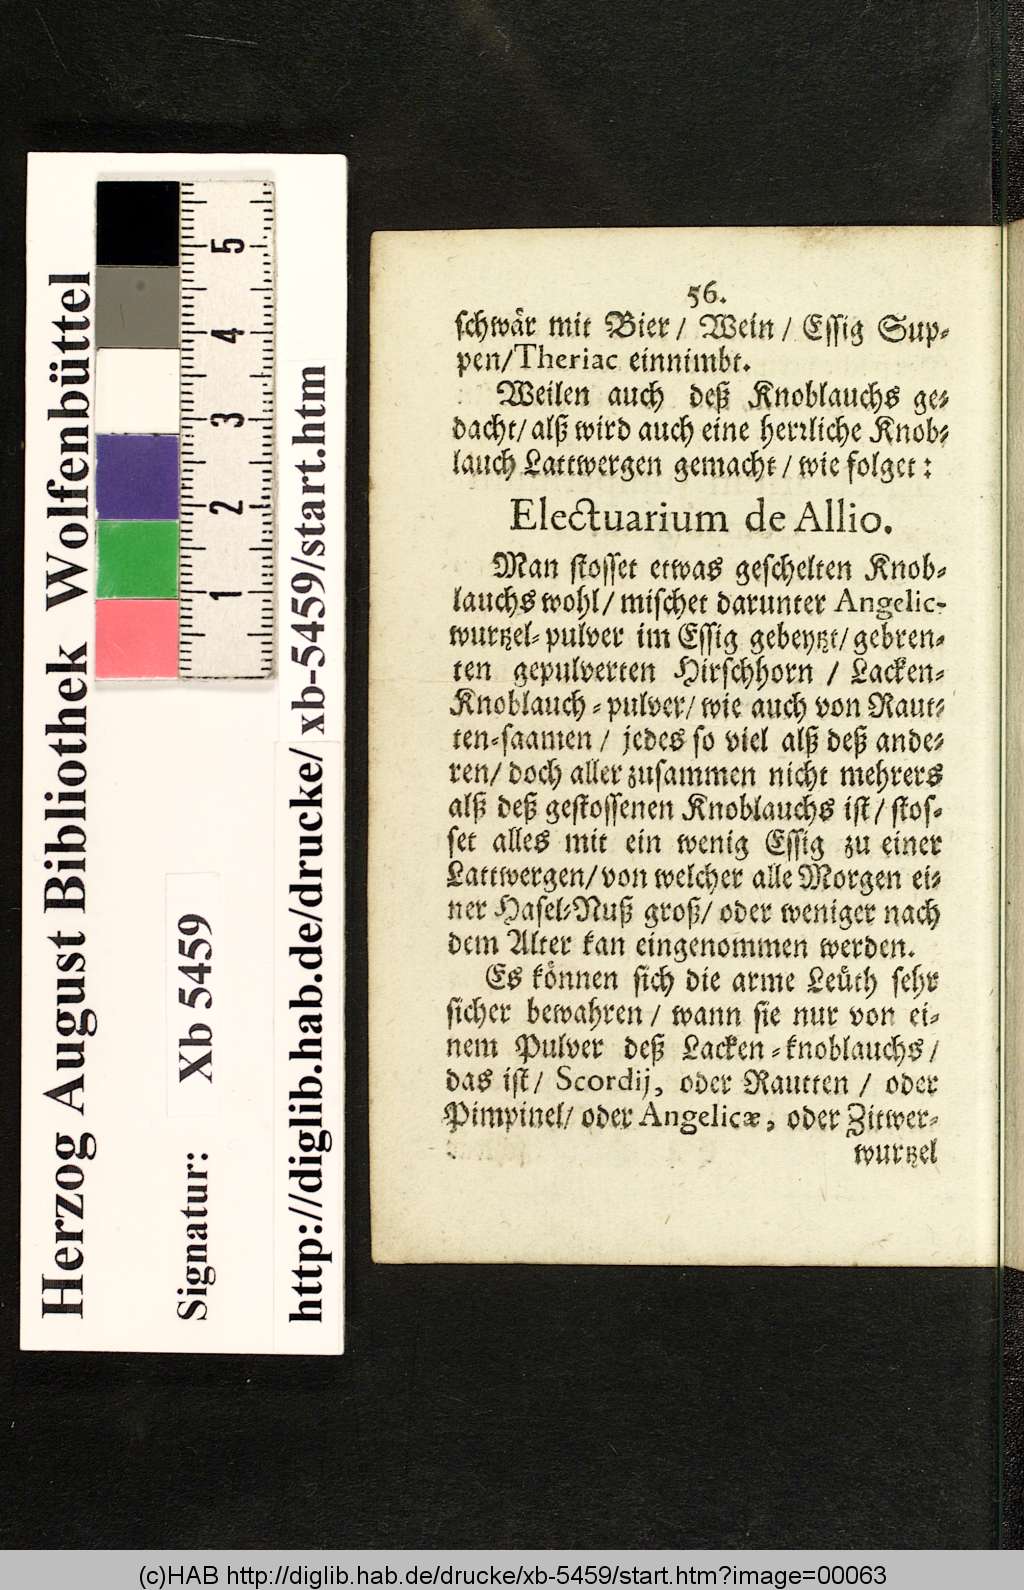 Herzog August Bibliothek Wolfenbüttel
Signatur: Xb 5459
http://diglib.hab.de/drucke/xb-5459/start.htm
5
4
3
2
1
56.
ſchwär mit Bier / Wein / Eſſig Sup-
pen/Theriac einnimbt.
Weilen auch deß Knoblauchs ge-
dacht/ alß wird auch eine herꝛliche Knob-
lauch Lattwergen gemacht / wie folget:
Electuarium de Allio.
Man ſtoſſet etwas geſchelten Knob-
lauchs wohl/ miſchet darunter Angelic-
wurtzel-pulver im Eſſig gebeytzt/ gebren-
ten gepulverten Hirſchhorn / Lacken-
Knoblauch-pulver/ wie auch von Raut-
ten-ſaamen / jedes ſo viel alß deß ande-
ren/ doch aller zuſammen nicht mehrers
alß deß geſtoſſenen Knoblauchs iſt/ ſtoſ-
ſet alles mit ein wenig Eſſig zu einer
Lattwergen/ von welcher alle Morgen ei-
ner Haſel-Nuß groß/ oder weniger nach
dem Alter kan eingenommen werden.
Es können ſich die arme Leüth ſehr
ſicher bewahren / wann ſie nur von ei-
nem Pulver deß Lacken-knoblauchs /
das iſt/ Scordij, oder Rautten / oder
Pimpinel/ oder Angelicæ, oder Zittwer-
wurtzel
(c)HAB http://diglib.hab.de/drucke/xb-5459/start.htm?image=00063